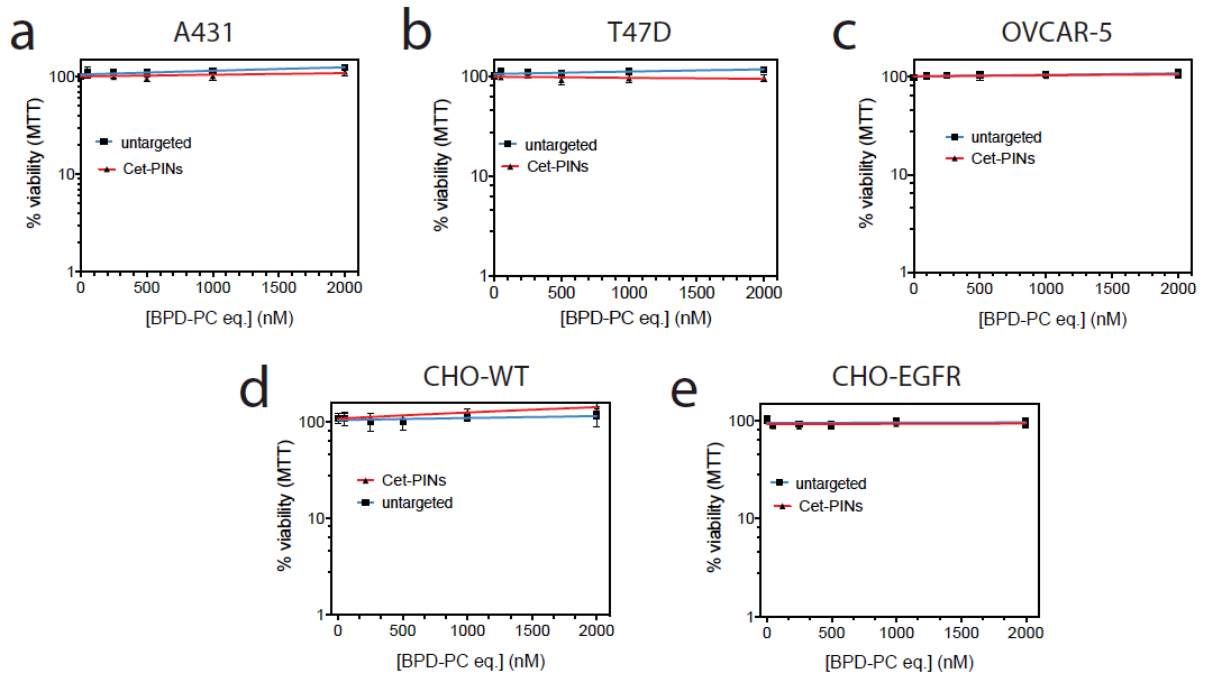 a
A431
% viability (MTT)
100
10
1
untargeted
Cet-PINs
0 500 1000 1500 2000
[BPD-PC eq.] (nM)
b
T47D
% viability (MTT)
100
10
1
untargeted
Cet-PINs
0 500 1000 1500 2000
[BPD-PC eq.] (nM)
c
OVCAR-5
% viability (MTT)
100
10
1
untargeted
Cet-PINs
0 500 1000 1500 2000
[BPD-PC eq.] (nM)
d
CHO-WT
% viability (MTT)
100
10
1
Cet-PINs
untargeted
0 500 1000 1500 2000
[BPD-PC eq.] (nM)
e
CHO-EGFR
% viability (MTT)
100
10
1
untargeted
Cet-PINs
0 500 1000 1500 2000
[BPD-PC eq.] (nM)